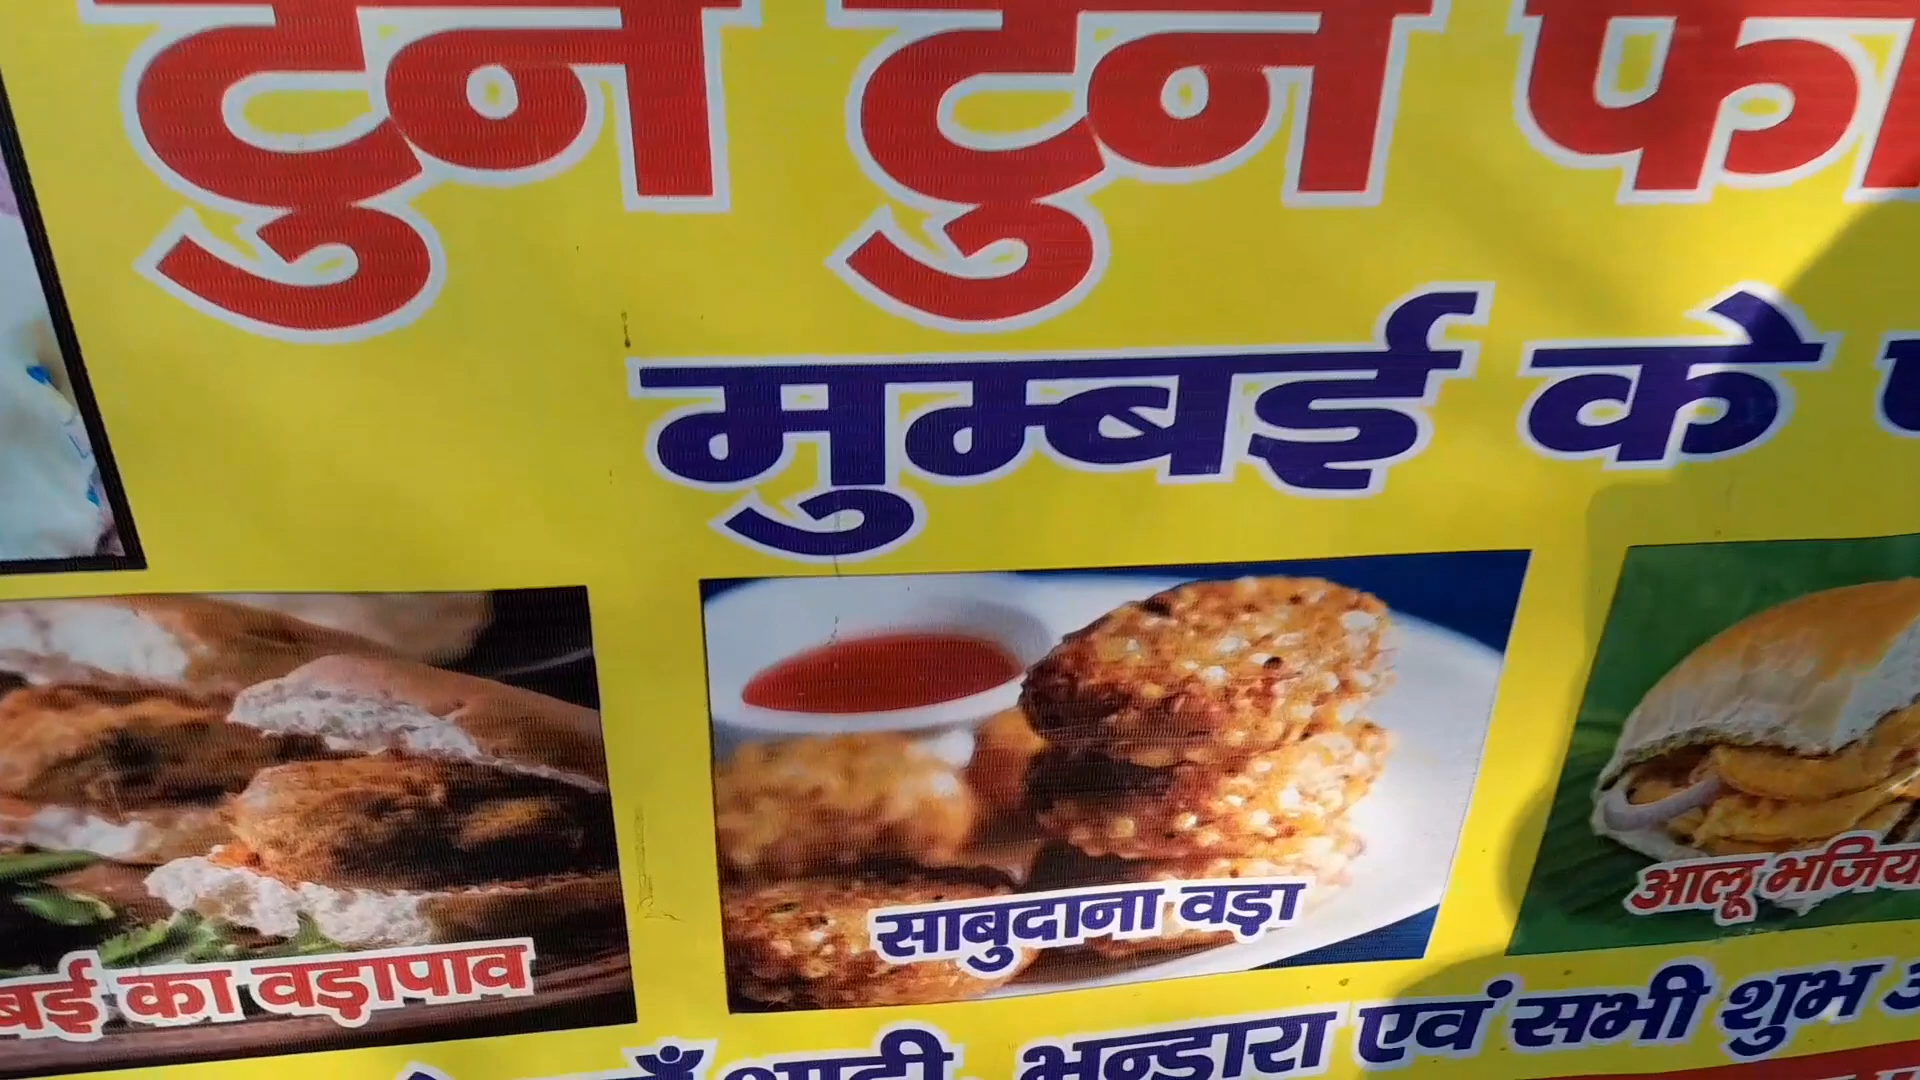 टुन टुन फा
मुम्बई के
बई का वड़ापाव
साबुदाना वड़ा
आलू भजिया
शादी, भन्डारा एवं सभी शुभ